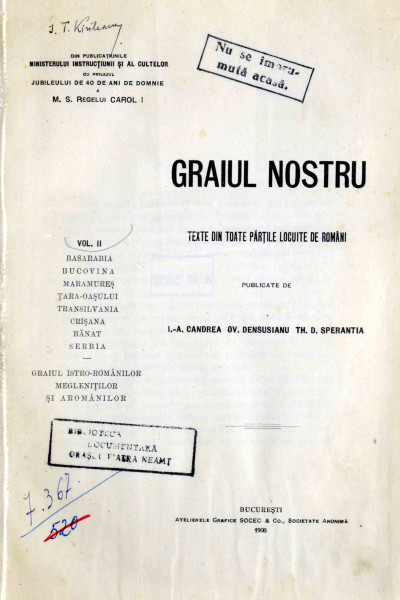 DIN PUBLICAȚIUNILE
MINISTERULUI INSTRUCȚIUNII ȘI AL CULTELOR
CU PRILEJUL
JUBILEULUI DE 40 DE ANI DE DOMNIE
A
M. S. REGELUI CAROL I
Nu se împru-
mută acasă.
GRAIUL NOSTRU
TEXTE DIN TOATE PĂRȚILE LOCUITE DE ROMÂNI
PUBLICATE DE
I.-A. CANDREA OV. DENSUSIANU TH. D. SPERANTIA
VOL. II
BASARABIA
BUCOVINA
MARAMUREȘ
ȚARA-OAȘULUI
TRANSILVANIA
CRIȘANA
BĂNAT
SERBIA
—
GRAIUL ISTRO-ROMÂNILOR
MEGLENIȚILOR
ȘI AROMÂNILOR
BIBLIOTECA
DOCUMENTARĂ
ORAȘUL PIATRA NEAMȚ
7.367
520
BUCUREȘTI
ATELIERELE GRAFICE SOCEC & Co., SOCIETATE ANONIMĂ
1908